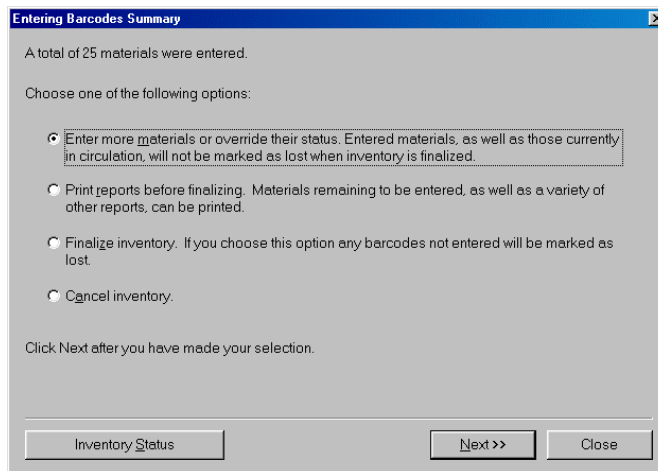 Entering Barcodes Summary
A total of 25 materials were entered.
Choose one of the following options:
Enter more materials or override their status. Entered materials, as well as those currently
in circulation, will not be marked as lost when inventory is finalized.
Print reports before finalizing. Materials remaining to be entered, as well as a variety of
other reports, can be printed.
Finalize inventory. If you choose this option any barcodes not entered will be marked as
lost.
Cancel inventory.
Click Next after you have made your selection.
Inventory Status
Next >>
Close